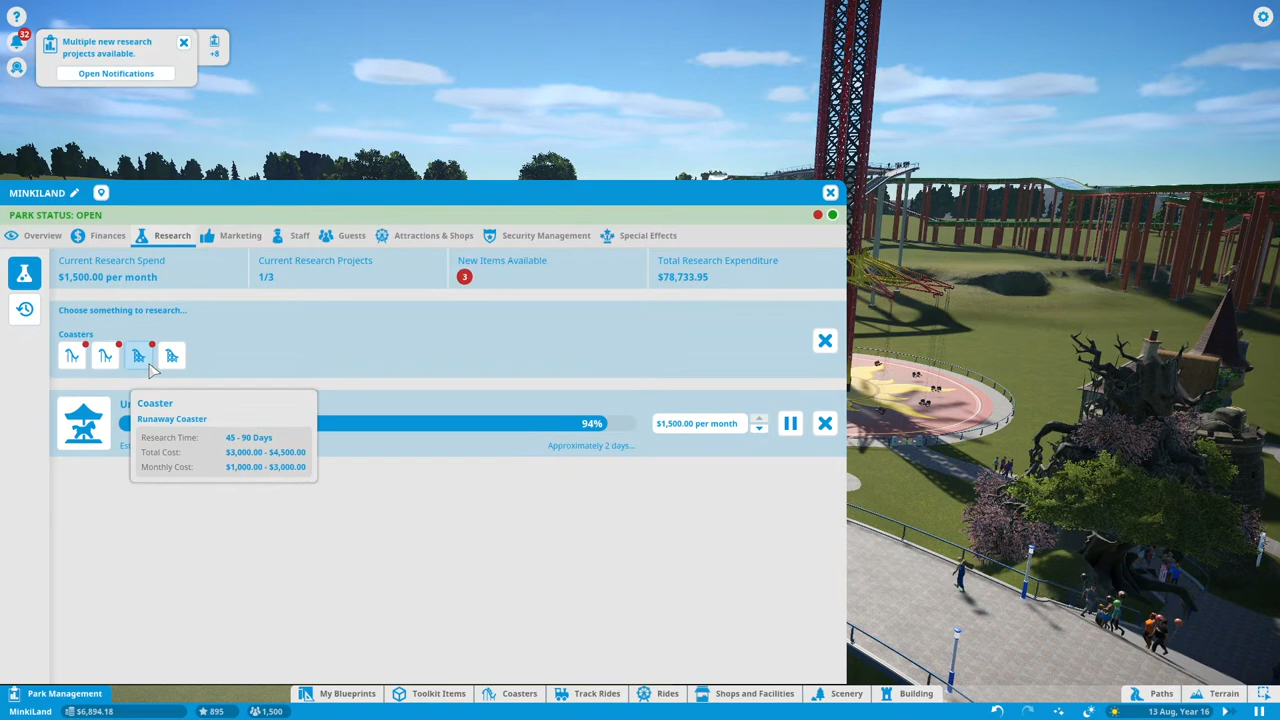 ?
32
Multiple new research
projects available.
Open Notifications
+8
MINKILAND
PARK STATUS: OPEN
Overview
Finances
Research
Marketing
Staff
Guests
Attractions & Shops
Security Management
Special Effects
Current Research Spend
$1,500.00 per month
Current Research Projects
1/3
New Items Available
3
Total Research Expenditure
$78,733.95
Choose something to research...
Coasters
Coaster
Runaway Coaster
Research Time: 45 - 90 Days
Total Cost: $3,000.00 - $4,500.00
Monthly Cost: $1,000.00 - $3,000.00
94%
$1,500.00 per month
Approximately 2 days...
Park Management
My Blueprints
Toolkit Items
Coasters
Track Rides
Rides
Shops and Facilities
Scenery
Building
Paths
Terrain
MinkiLand
$6,894.18
895
1,500
13 Aug, Year 16